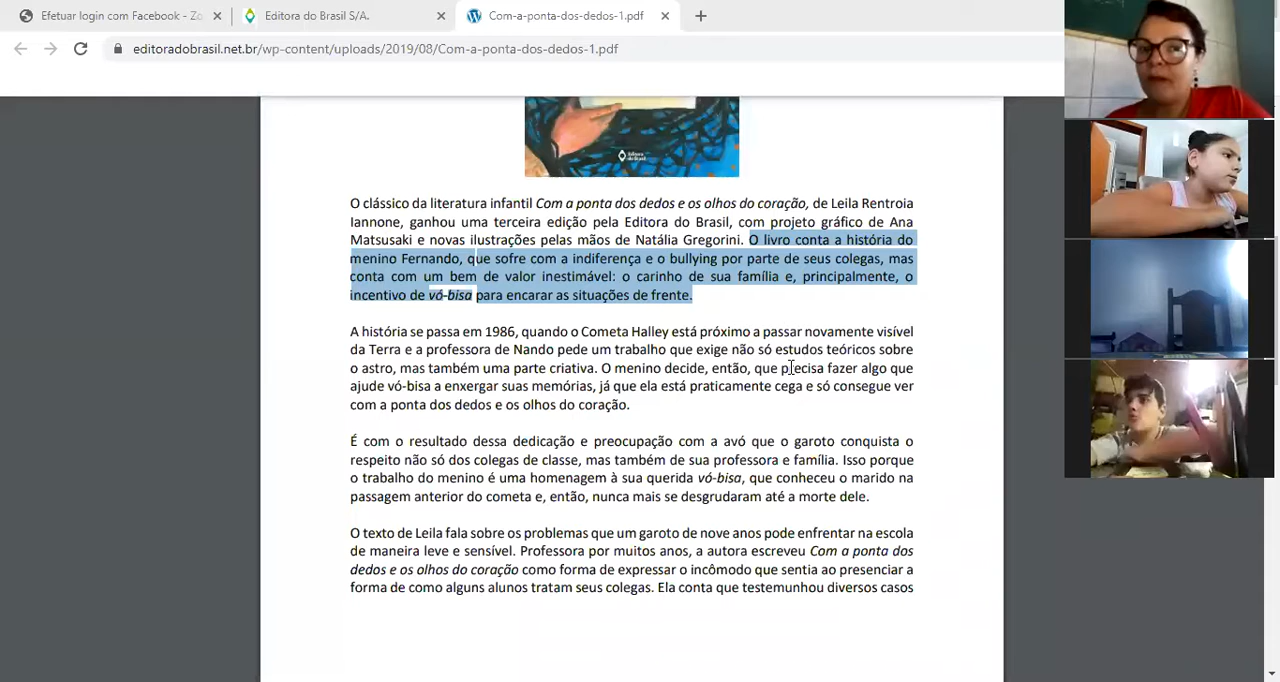 Efetuar login com Facebook - Zo
Editora do Brasil S/A.
Com-a-ponta-dos-dedos-1.pdf
editoradobrasil.net.br/wp-content/uploads/2019/08/Com-a-ponta-dos-dedos-1.pdf
Editora do Brasil
O clássico da literatura infantil Com a ponta dos dedos e os olhos do coração, de Leila Rentroia
Iannone, ganhou uma terceira edição pela Editora do Brasil, com projeto gráfico de Ana
Matsusaki e novas ilustrações pelas mãos de Natália Gregorini. O livro conta a história do
menino Fernando, que sofre com a indiferença e o bullying por parte de seus colegas, mas
conta com um bem de valor inestimável: o carinho de sua família e, principalmente, o
incentivo de vó-bisa para encarar as situações de frente.
A história se passa em 1986, quando o Cometa Halley está próximo a passar novamente visível
da Terra e a professora de Nando pede um trabalho que exige não só estudos teóricos sobre
o astro, mas também uma parte criativa. O menino decide, então, que precisa fazer algo que
ajude vó-bisa a enxergar suas memórias, já que ela está praticamente cega e só consegue ver
com a ponta dos dedos e os olhos do coração.
É com o resultado dessa dedicação e preocupação com a avó que o garoto conquista o
respeito não só dos colegas de classe, mas também de sua professora e família. Isso porque
o trabalho do menino é uma homenagem à sua querida vó-bisa, que conheceu o marido na
passagem anterior do cometa e, então, nunca mais se desgrudaram até a morte dele.
O texto de Leila fala sobre os problemas que um garoto de nove anos pode enfrentar na escola
de maneira leve e sensível. Professora por muitos anos, a autora escreveu Com a ponta dos
dedos e os olhos do coração como forma de expressar o incômodo que sentia ao presenciar a
forma de como alguns alunos tratam seus colegas. Ela conta que testemunhou diversos casos